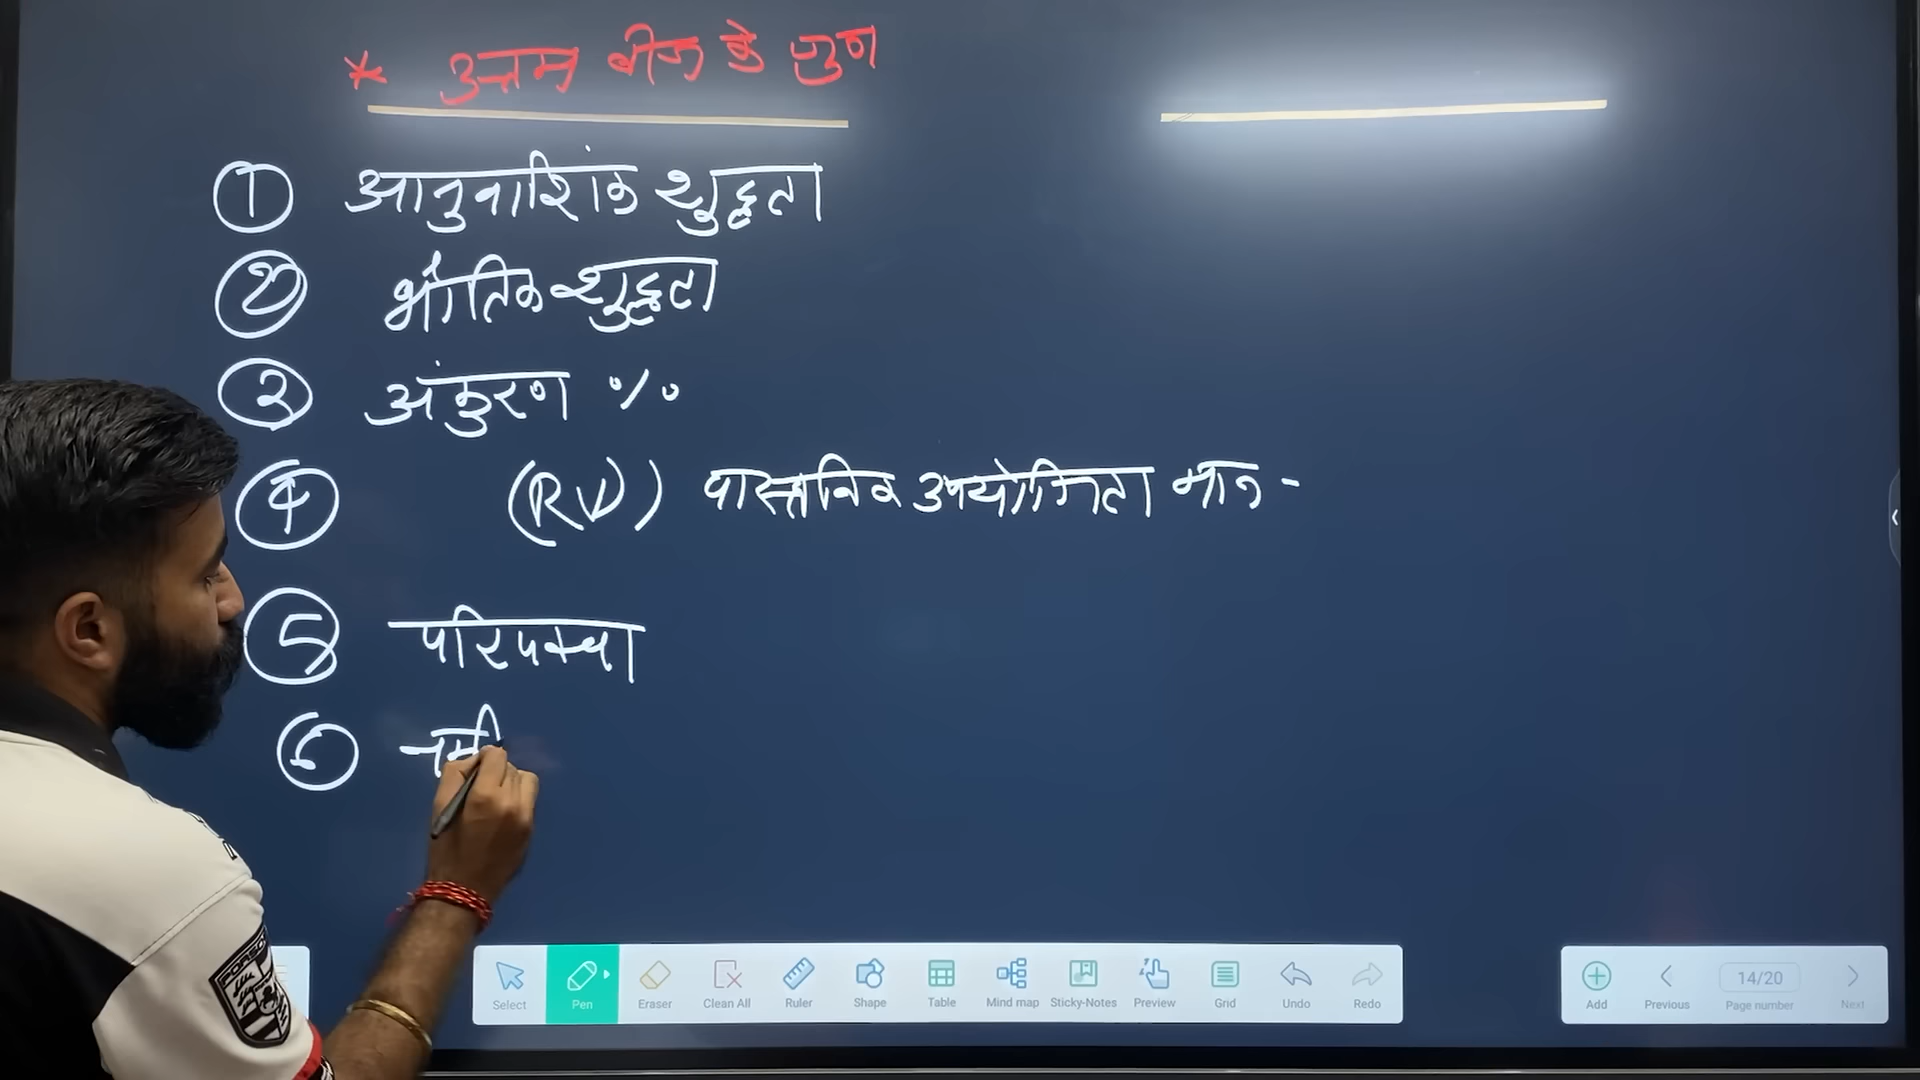 * उत्तम बीज के गुण
① आनुवाशिंक शुद्धता
② भौतिक शुद्धता
③ अंकुरण %
④ (RV) वास्तविक उपयोगिता मान -
⑤ परिपक्वा
⑥ नमी
PORSCHE
Select Pen Eraser Clean All Ruler Shape Table Mind map Sticky-Notes Preview Grid Undo Redo
Add Previous 14/20 Page number Next